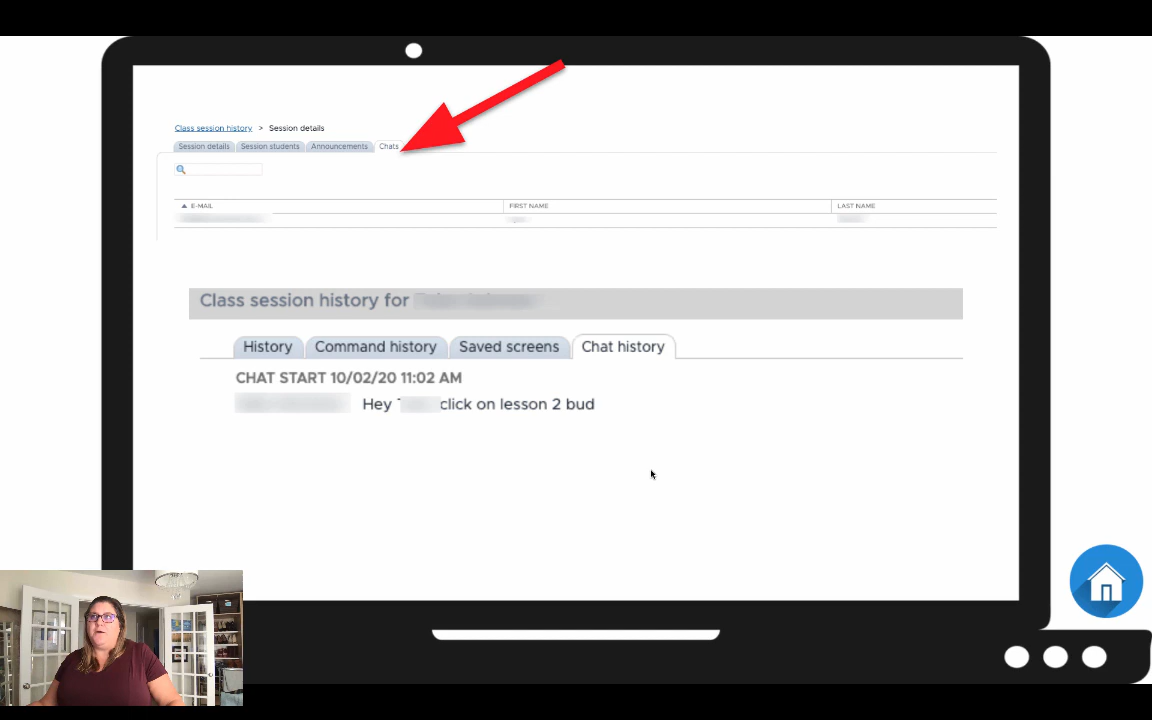 Class session history > Session details
Session details Session students Announcements Chats
E-MAIL FIRST NAME LAST NAME
Class session history for
History Command history Saved screens Chat history
CHAT START 10/02/20 11:02 AM
Hey click on lesson 2 bud